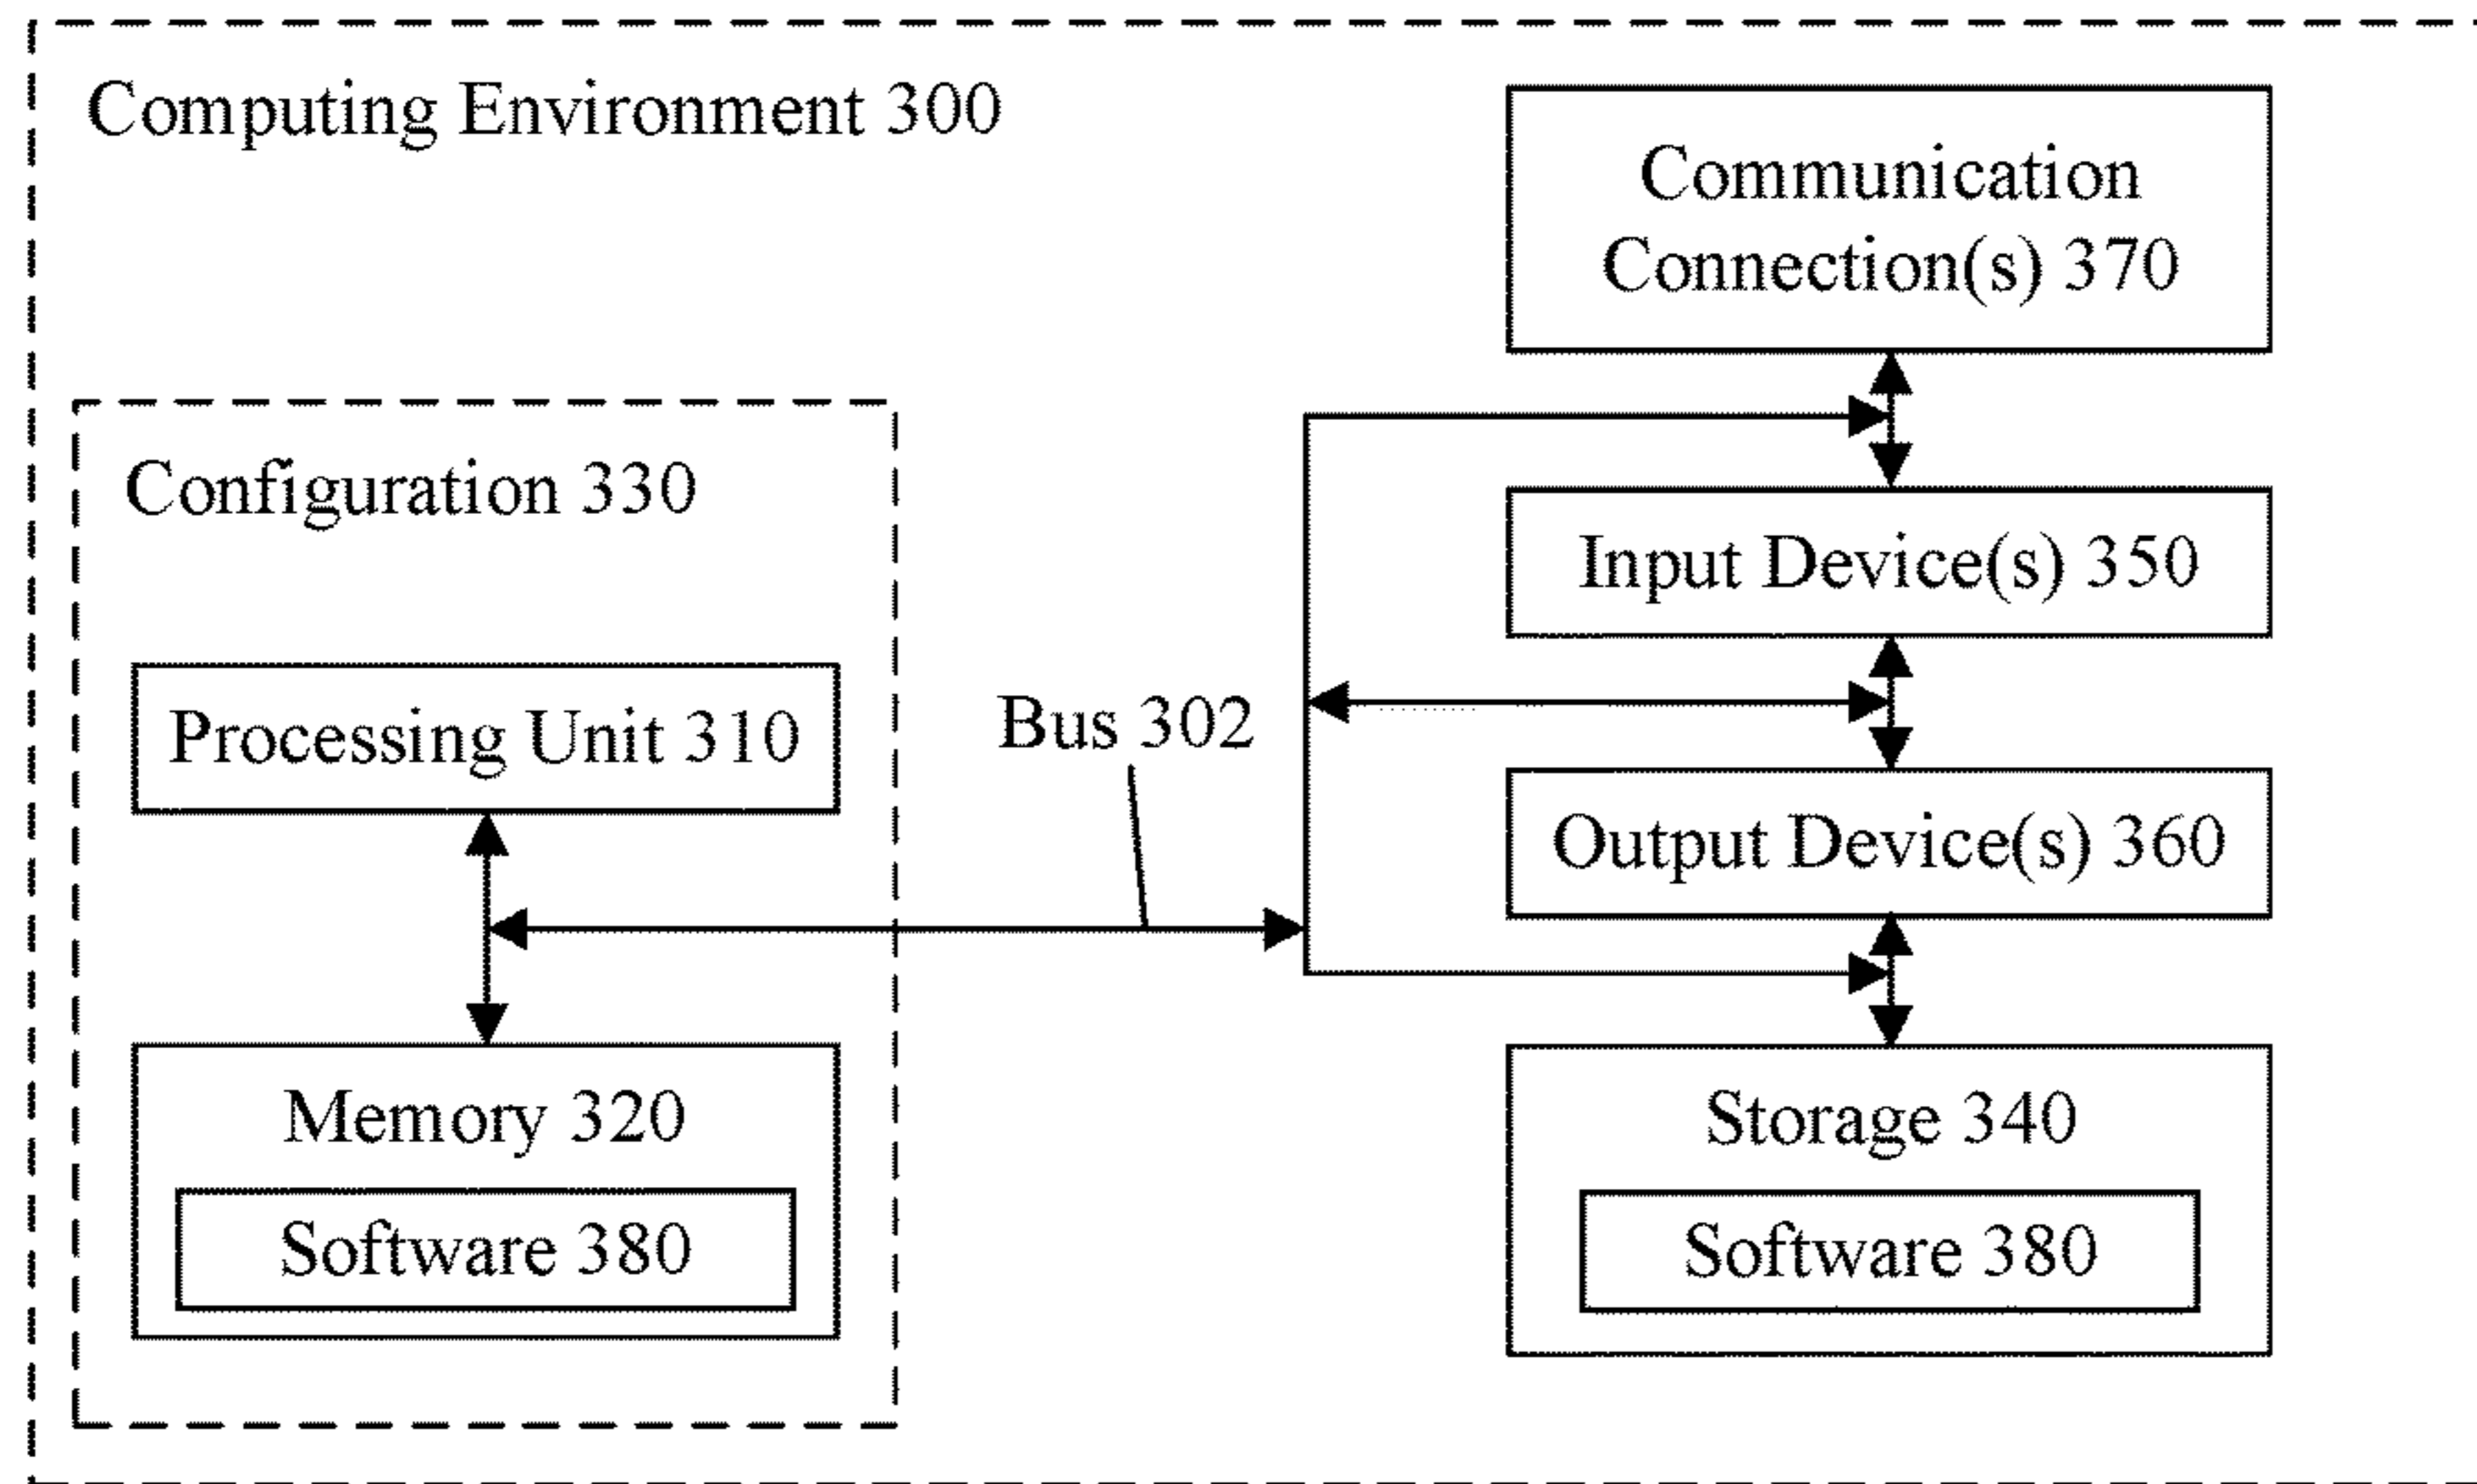 Computing Environment 300
Communication
Connection(s) 370
Configuration 330
Input Device(s) 350
Processing Unit 310
Bus 302
Output Device(s) 360
Memory 320
Software 380
Storage 340
Software 380